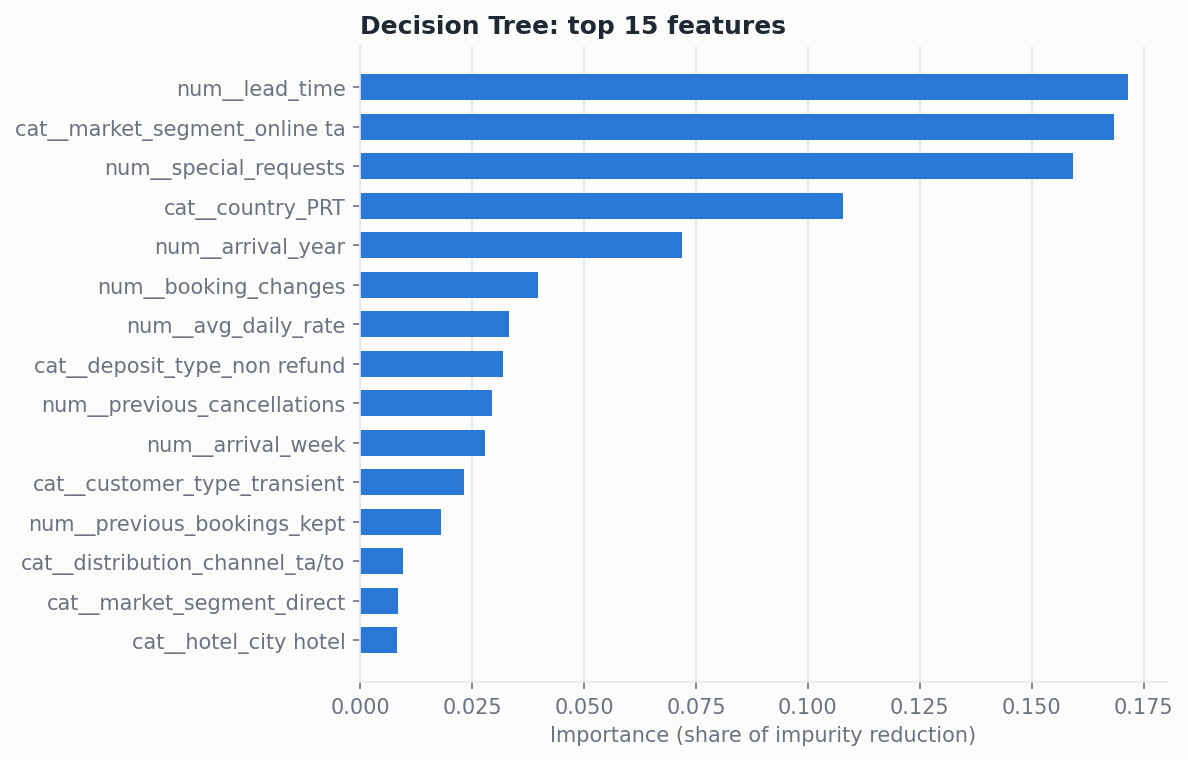 Decision Tree: top 15 features
num__lead_time
cat__market_segment_online ta
num__special_requests
cat__country_PRT
num__arrival_year
num__booking_changes
num__avg_daily_rate
cat__deposit_type_non refund
num__previous_cancellations
num__arrival_week
cat__customer_type_transient
num__previous_bookings_kept
cat__distribution_channel_ta/to
cat__market_segment_direct
cat__hotel_city hotel
0.000 0.025 0.050 0.075 0.100 0.125 0.150 0.175
Importance (share of impurity reduction)